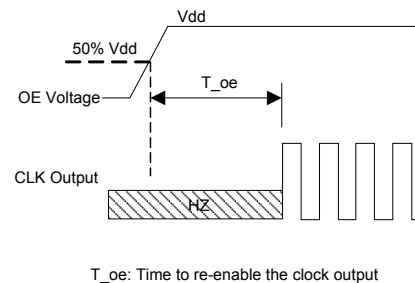 Vdd
50% Vdd
T_oe
OE Voltage
CLK Output
HZ
T_oe: Time to re-enable the clock output